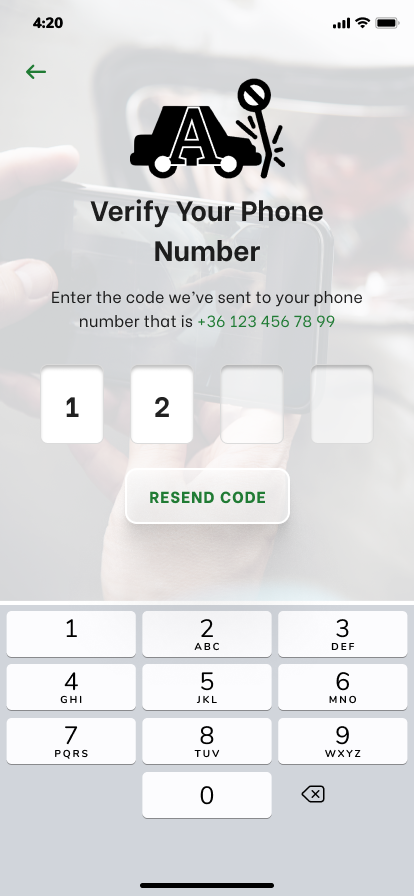 4:20
A
Verify Your Phone
Number
Enter the code we've sent to your phone
number that is +36 123 456 78 99
1 2
RESEND CODE
1 2 3
ABC DEF
4 5 6
GHI JKL MNO
7 8 9
PQRS TUV WXYZ
0